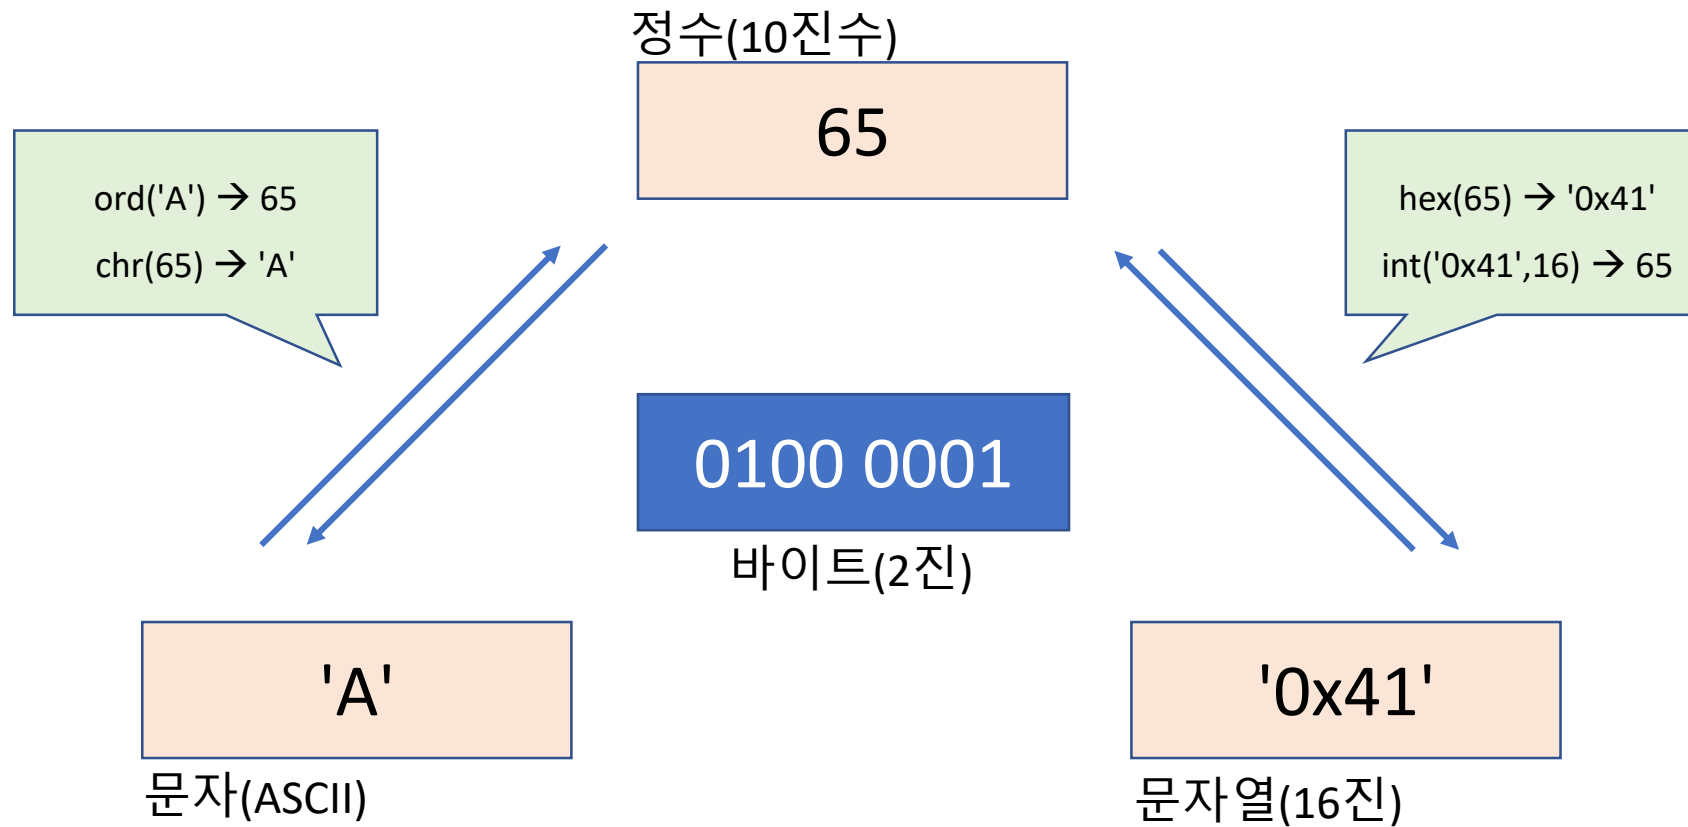 정수(10진수)
65
ord('A') → 65
chr(65) → 'A'
hex(65) → '0x41'
int('0x41',16) → 65
0100 0001
바이트(2진)
'A'
'0x41'
문자(ASCII)
문자열(16진)